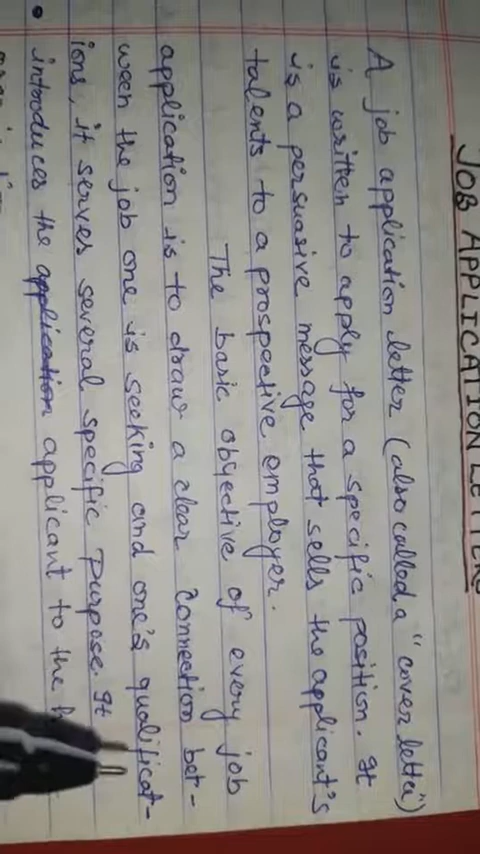 JOB APPLICATION LETTERS
A job application letter (also called a "cover letter")
is written to apply for a specific position. It
is a persuasive message that sells the applicant's
talents to a prospective employer.
The basic objective of every job
application is to draw a clear connection bet-
ween the job one is seeking and one's qualificat-
ions, it serves several specific purpose. It
• introduces the application applicant to the